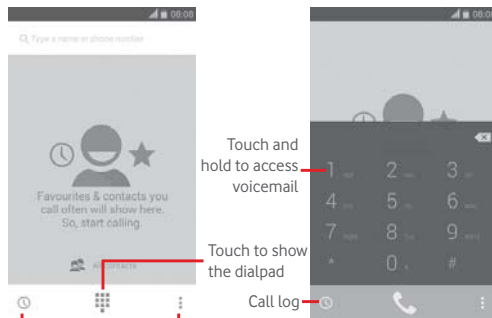 08:08
Type a name or phone number
Favourites & contacts you
call often will show here.
So, start calling.
All contacts
08:08
Touch and
hold to access
voicemail
Touch to show
the dialpad
Call log
1
2
3
4
5
6
7
8
9
*
0
#